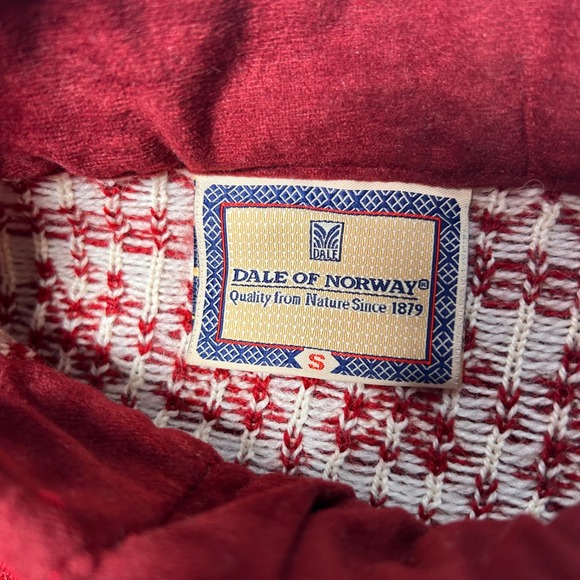 DALE
DALE OF NORWAY®
Quality from Nature Since 1879
S